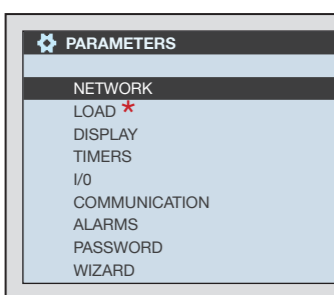 PARAMETERS
NETWORK
LOAD *
DISPLAY
TIMERS
I/0
COMMUNICATION
ALARMS
PASSWORD
WIZARD